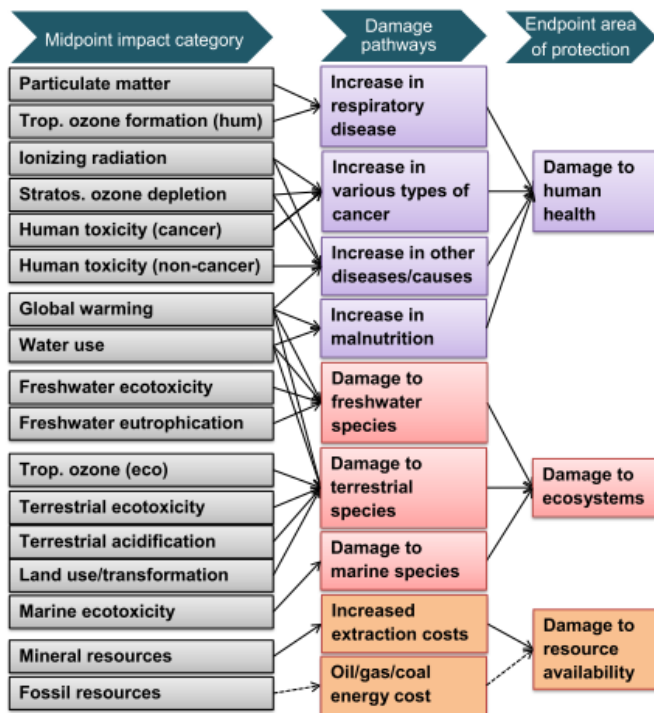 Midpoint impact category
Damage
pathways
Endpoint area
of protection
Particulate matter
Trop. ozone formation (hum)
Ionizing radiation
Stratos. ozone depletion
Human toxicity (cancer)
Human toxicity (non-cancer)
Global warming
Water use
Freshwater ecotoxicity
Freshwater eutrophication
Trop. ozone (eco)
Terrestrial ecotoxicity
Terrestrial acidification
Land use/transformation
Marine ecotoxicity
Mineral resources
Fossil resources
Increase in
respiratory
disease
Increase in
various types of
cancer
Increase in other
diseases/causes
Increase in
malnutrition
Damage to
freshwater
species
Damage to
terrestrial
species
Damage to
marine species
Increased
extraction costs
Oil/gas/coal
energy cost
Damage to
human
health
Damage to
ecosystems
Damage to
resource
availability